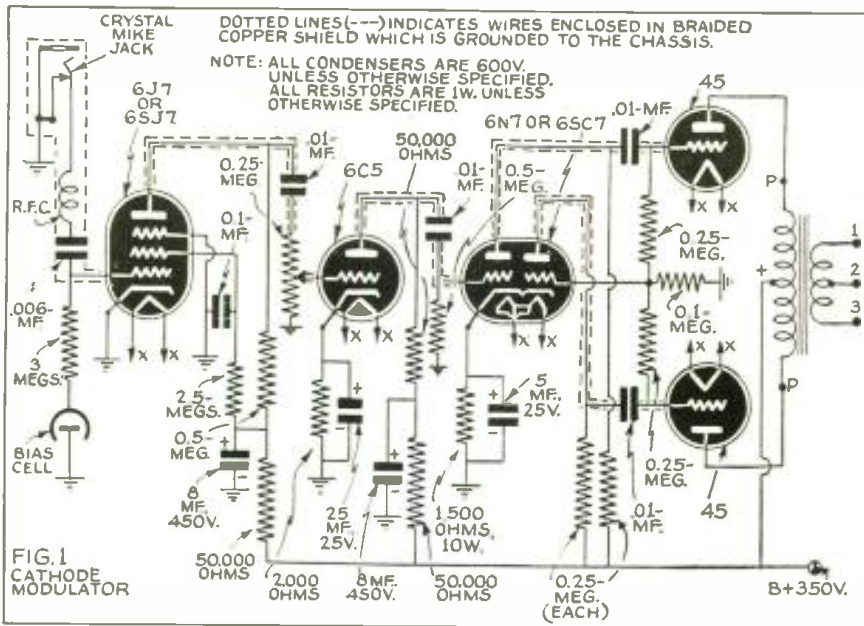 DOTTED LINES(---)INDICATES WIRES ENCLOSED IN BRAIDED
COPPER SHIELD WHICH IS GROUNDED TO THE CHASSIS.
NOTE: ALL CONDENSERS ARE 600V.
UNLESS OTHERWISE SPECIFIED.
ALL RESISTORS ARE 1W. UNLESS
OTHERWISE SPECIFIED.
CRYSTAL
MIKE
JACK
6J7
OR
6SJ7
R.F.C.
.006-
MF.
3
MEGS.
BIAS
CELL
0.1-
MF.
0.25-
MEG.
.01-
MF.
6C5
50,000
OHMS
.01-
MF.
0.5-
MEG.
6N7 OR 6SC7
.01-MF.
45
P
0.25-
MEG.
0.1-
MEG.
+
1
2
3
P
X
X
X
X
X
X
X
X
X
X
2.5-
MEGS.
0.5-
MEG.
+
-
8
MF.
450V.
50,000
OHMS
2,000
OHMS
+
-
25
MF.
25V.
+
-
8MF.
450V.
50,000
OHMS
1,500
OHMS,
10W.
+
-
5
MF.,
25V.
0.25-
MEG.
(EACH)
.01-
MF.
0.25-
MEG.
45
B+350V.
FIG.1
CATHODE
MODULATOR